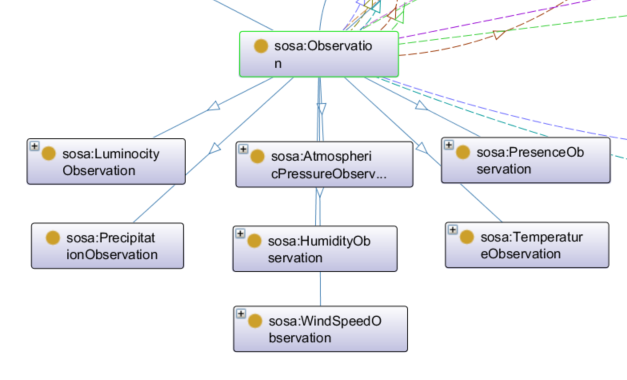 sosa:Observatio
n
sosa:Luminocity
Observation
sosa:Atmospheri
cPressureObserv...
sosa:PresenceOb
servation
sosa:Precipitat
ionObservation
sosa:HumidityOb
servation
sosa:Temperatur
eObservation
sosa:WindSpeedO
bservation